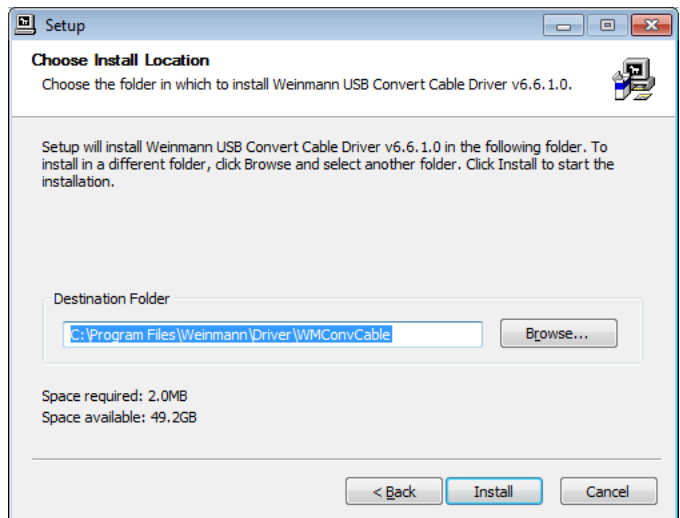 Setup
Choose Install Location
Choose the folder in which to install Weinmann USB Convert Cable Driver v6.6.1.0.
Setup will install Weinmann USB Convert Cable Driver v6.6.1.0 in the following folder. To
install in a different folder, click Browse and select another folder. Click Install to start the
installation.
Destination Folder
C:\Program Files\Weinmann\Driver\WMConvCable
Browse...
Space required: 2.0MB
Space available: 49.2GB
< Back
Install
Cancel